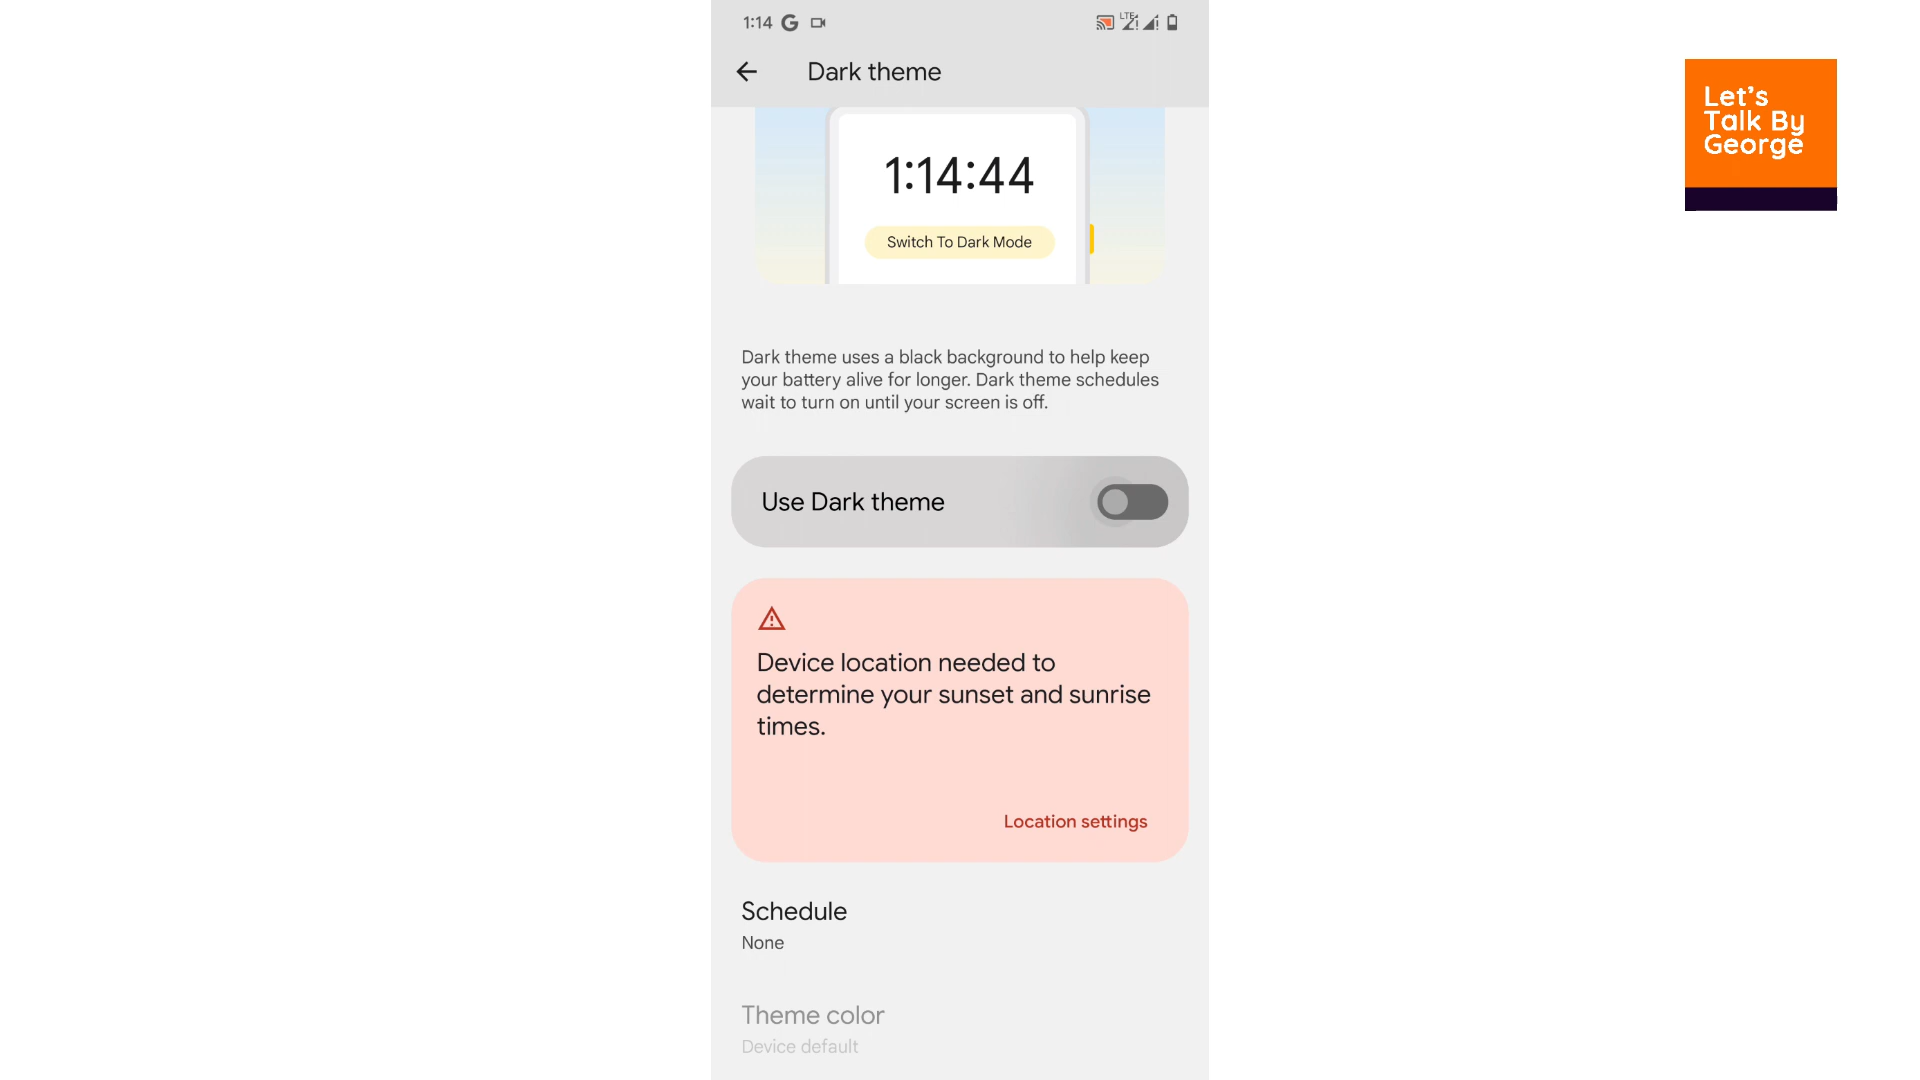 1:14
LTE
Dark theme
Let's
Talk By
George
1:14:44
Switch To Dark Mode
Dark theme uses a black background to help keep
your battery alive for longer. Dark theme schedules
wait to turn on until your screen is off.
Use Dark theme
Device location needed to
determine your sunset and sunrise
times.
Location settings
Schedule
None
Theme color
Device default